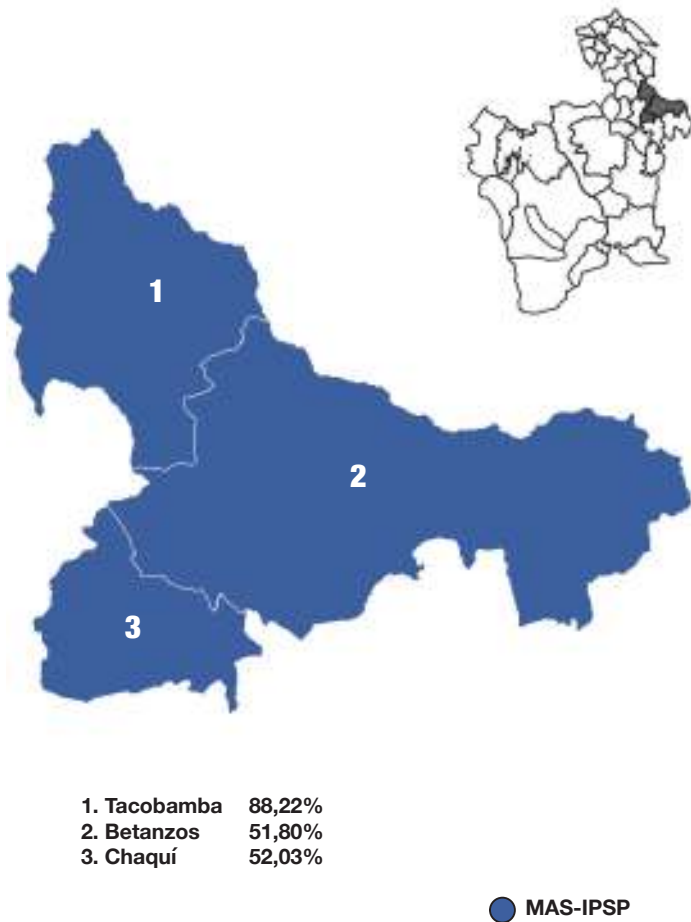 1
2
3
1. Tacobamba 88,22%
2. Betanzos 51,80%
3. Chaquí 52,03%
MAS-IPSP